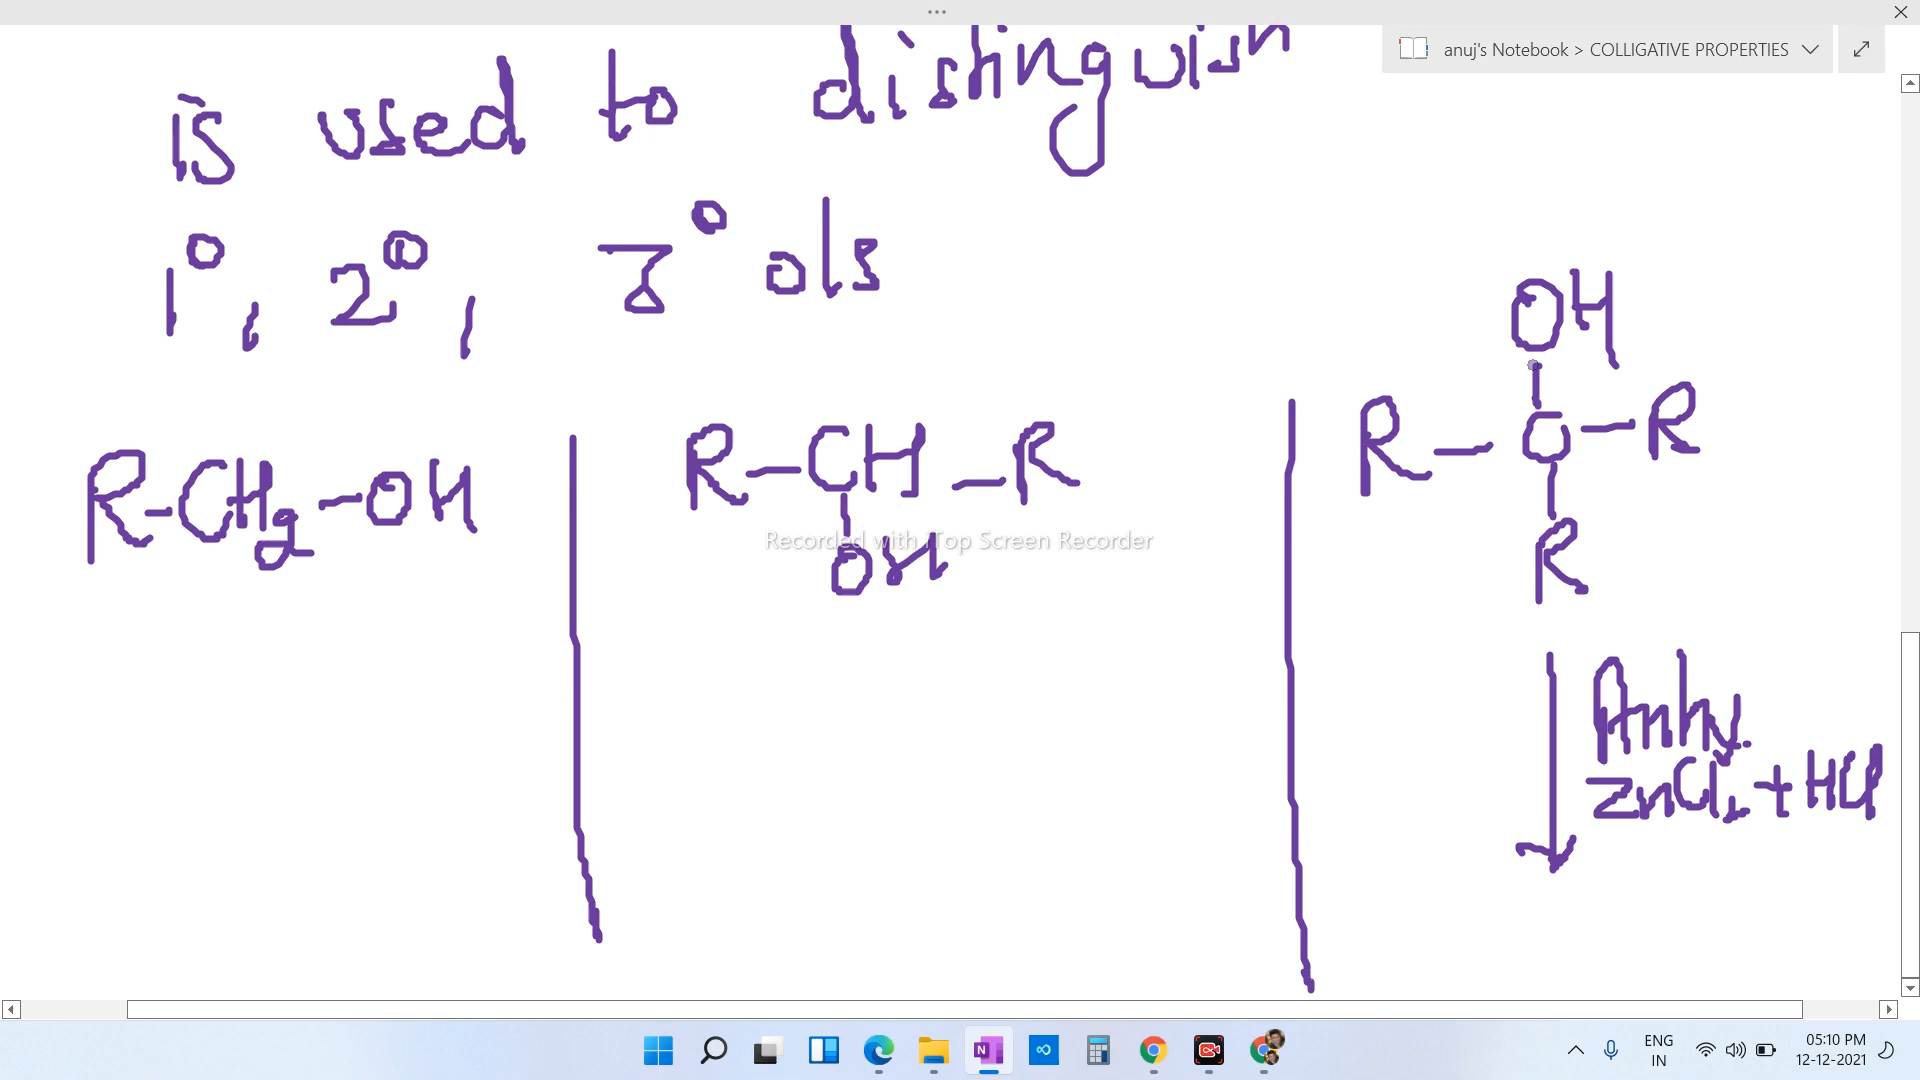 anuj's Notebook > COLLIGATIVE PROPERTIES
is used to distinguish
1°, 2°, 3° ols
R-CH2-OH
R-CH-R
OH
OH
R-C-R
R
Anhy.
ZnCl2+HCl
Recorded with iTop Screen Recorder
ENG
IN
05:10 PM
12-12-2021